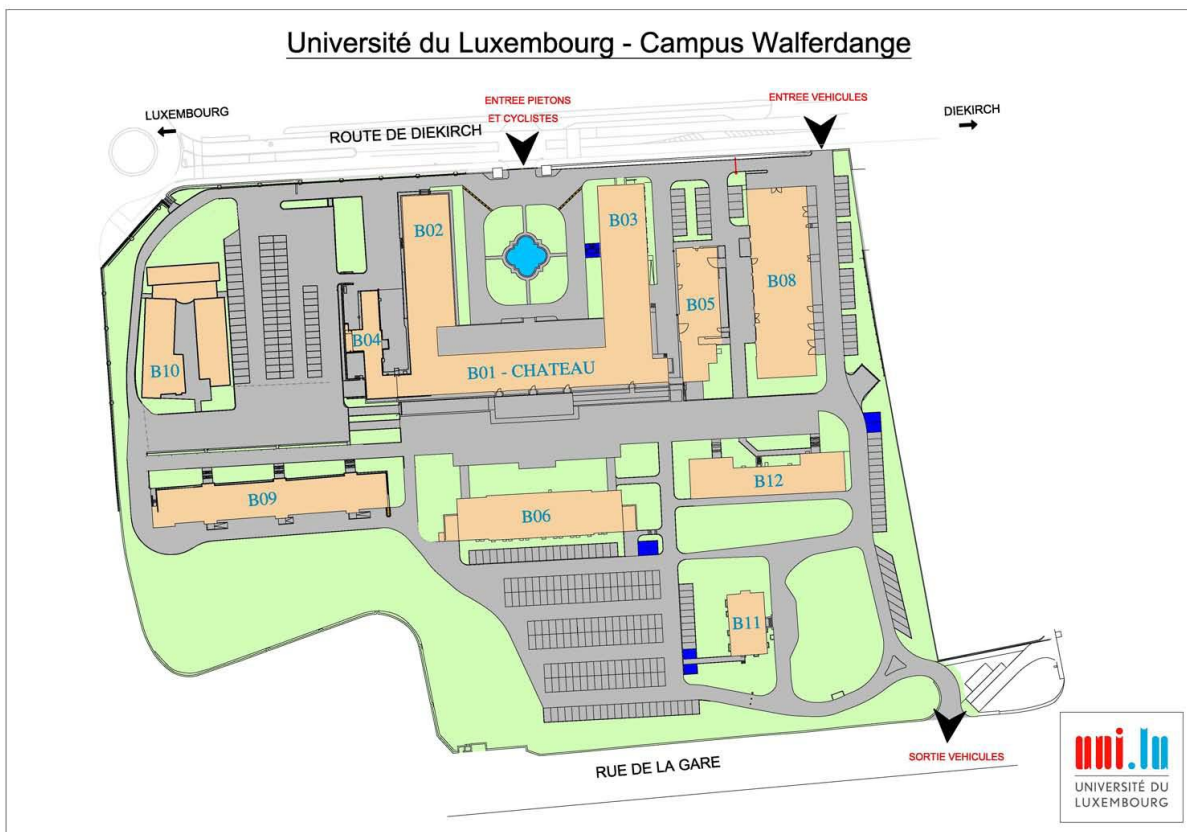 Université du Luxembourg - Campus Walferdange
LUXEMBOURG
ROUTE DE DIEKIRCH
ENTREE PIETONS
ET CYCLISTES
ENTREE VEHICULES
DIEKIRCH
B02
B03
B04
B05
B08
B10
B01 - CHATEAU
B09
B06
B12
B11
RUE DE LA GARE
SORTIE VEHICULES
uni.lu
UNIVERSITÉ DU
LUXEMBOURG